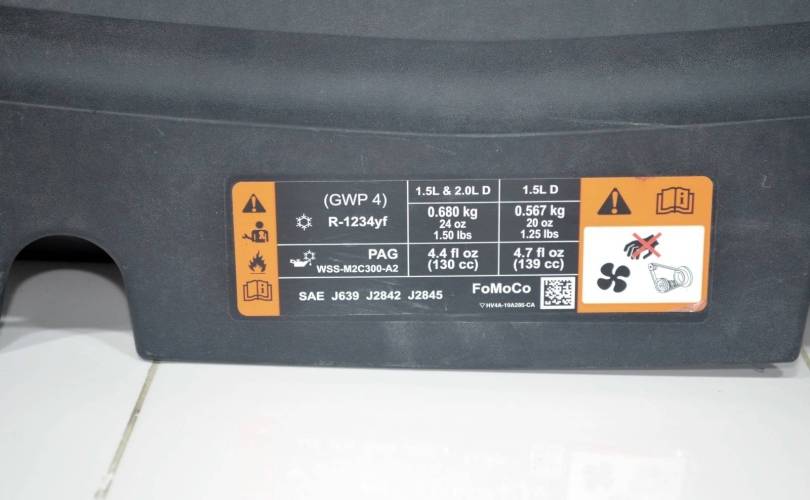 (GWP 4)
R-1234yf
1.5L & 2.0L D
1.5L D
0.680 kg
24 oz
1.50 lbs
0.567 kg
20 oz
1.25 lbs
PAG
WSS-M2C300-A2
4.4 fl oz
(130 cc)
4.7 fl oz
(139 cc)
SAE J639 J2842 J2845
FoMoCo
HV4A-19A286-CA